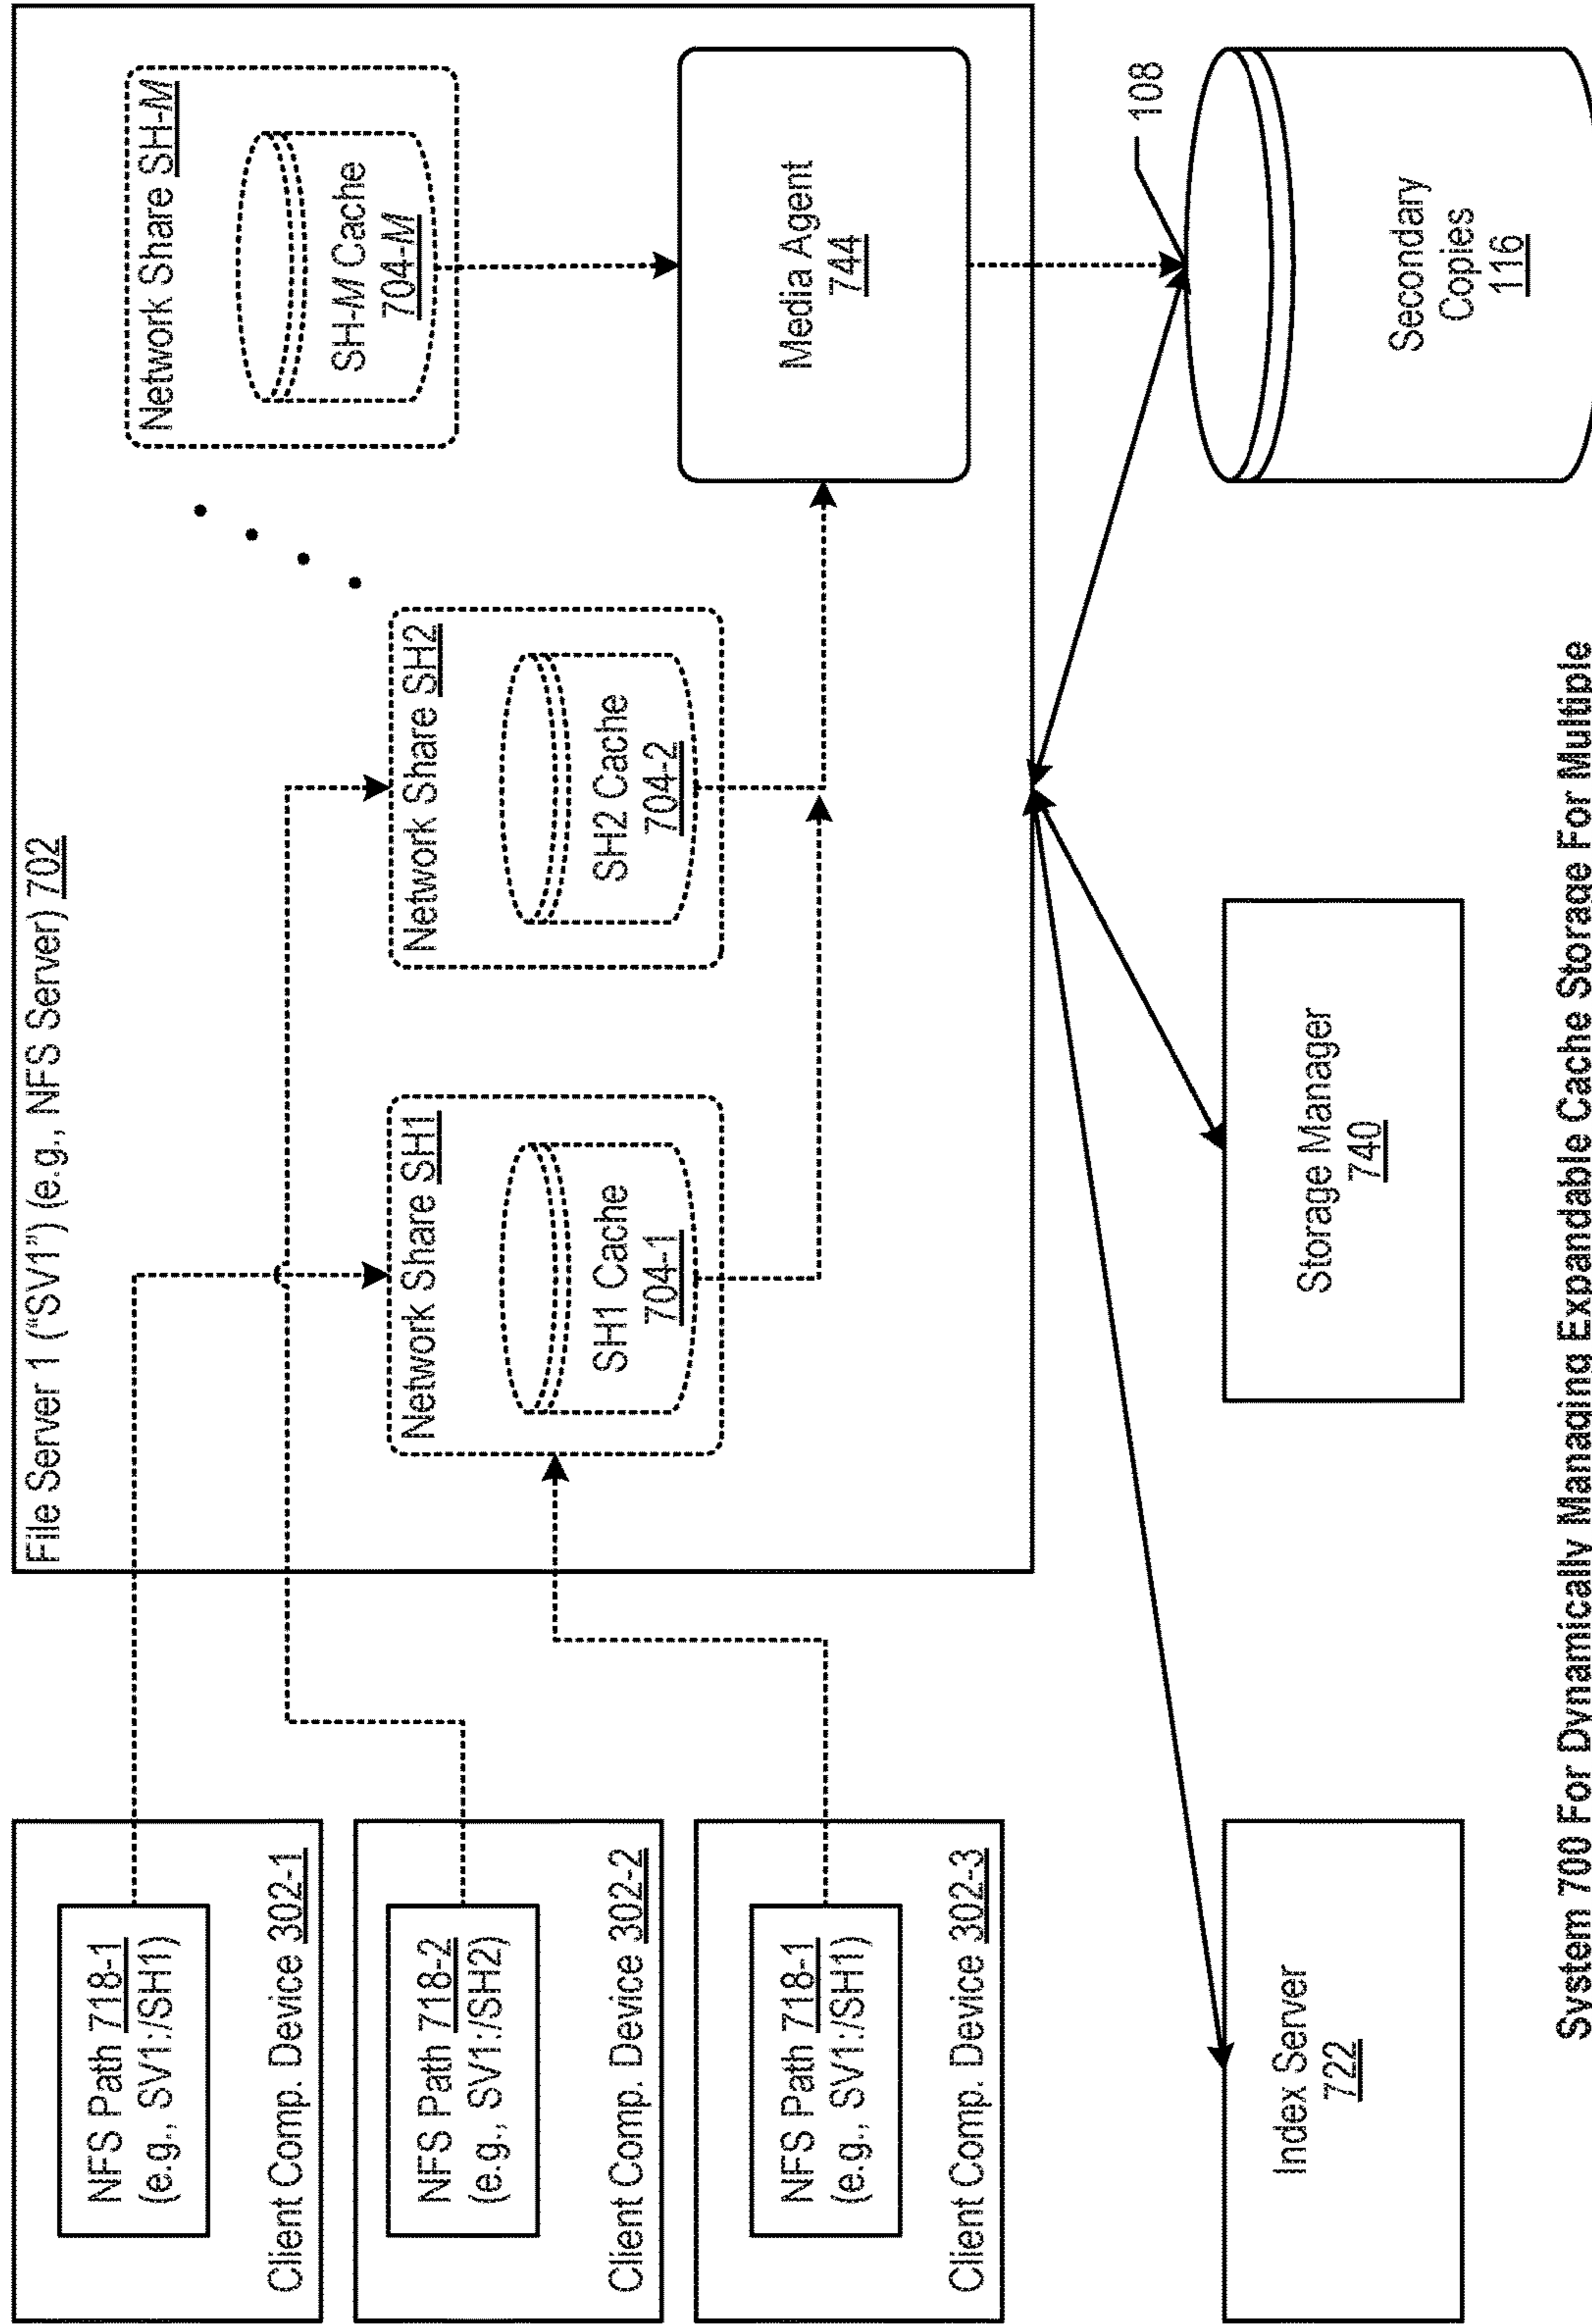 File Server 1 ("SV1") (e.g., NFS Server) 702
NFS Path 718-1
(e.g., SV1:/SH1)
Client Comp. Device 302-1
NFS Path 718-2
(e.g., SV1:/SH2)
Client Comp. Device 302-2
NFS Path 718-1
(e.g., SV1:/SH1)
Client Comp. Device 302-3
Network Share SH1
SH1 Cache
704-1
Network Share SH2
SH2 Cache
704-2
Network Share SH-M
SH-M Cache
704-M
Media Agent
744
108
Index Server
722
Storage Manager
740
Secondary
Copies
116
System 700 For Dynamically Managing Expandable Cache Storage For Multiple